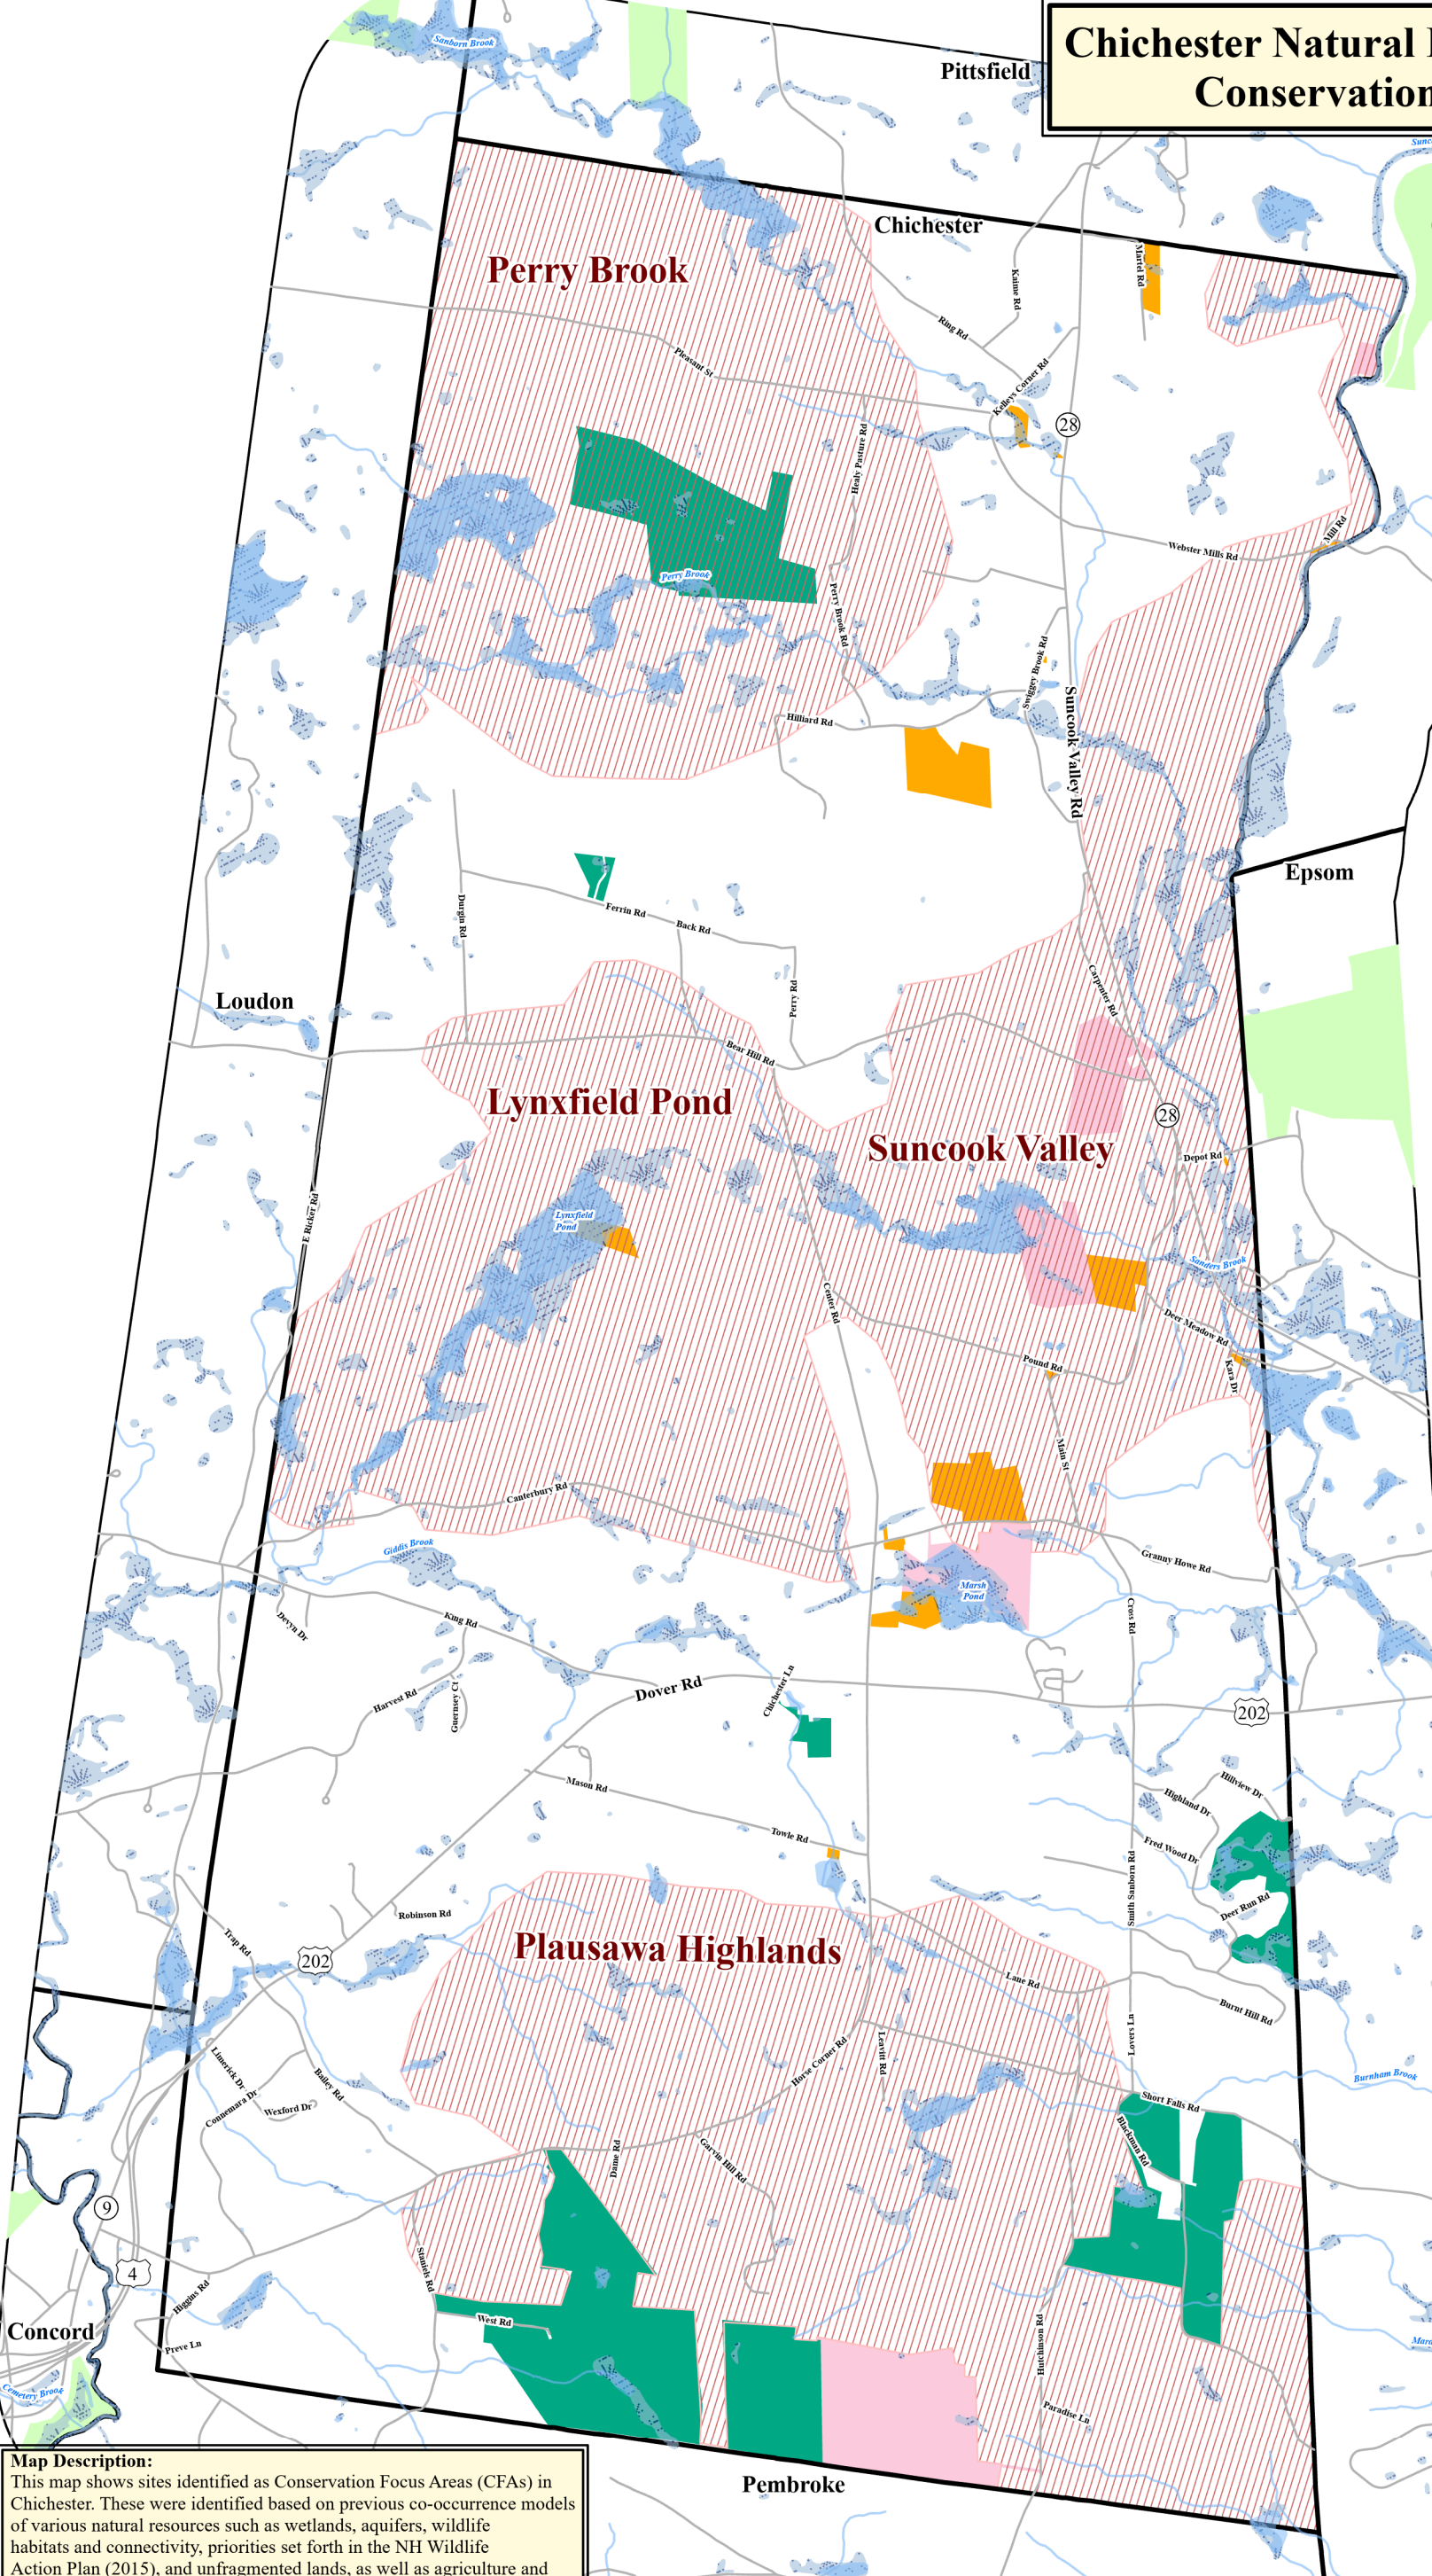 Chichester Natural
Conservation
Sanborn Brook
Pittsfield
Sunc
Chichester
Perry Brook
Martel Rd
Kaime Rd
Ring Rd
Pleasant St
Kelleys Corner Rd
28
Healy Pasture Rd
Mill Rd
Webster Mills Rd
Perry Brook
Perry Brook Rd
Swiggey Brook Rd
Hilliard Rd
Suncook Valley Rd
Epsom
Durgin Rd
Ferrin Rd
Back Rd
Carpenter Rd
Perry Rd
Loudon
Bear Hill Rd
Lynxfield Pond
28
Suncook Valley
Depot Rd
E Ricker Rd
Lynxfield
Pond
Sanders Brook
Center Rd
Deer Meadow Rd
Pound Rd
Kara Dr
Main St
Canterbury Rd
Giddis Brook
Granny Howe Rd
Marsh
Pond
Devyn Dr
King Rd
Cross Rd
Dover Rd
Chichester Ln
Harvest Rd
Guernsey Ct
202
Mason Rd
Hillview Dr
Highland Dr
Towle Rd
Fred Wood Dr
Smith Sanborn Rd
Deer Run Rd
Robinson Rd
Trap Rd
202
Plausawa Highlands
Lane Rd
Burnt Hill Rd
Lovers Ln
Leavitt Rd
Horse Corner Rd
Limerick Dr
Bailey Rd
Burnham Brook
Connemara Dr
Wexford Dr
Short Falls Rd
Blackman Rd
Dame Rd
Garvin Hill Rd
9
4
Staniels Rd
Higgins Rd
West Rd
Concord
Preve Ln
Hutchinson Rd
Mars
Cemetery Brook
Paradise Ln
Pembroke
Map Description:
This map shows sites identified as Conservation Focus Areas (CFAs) in
Chichester. These were identified based on previous co-occurrence models
of various natural resources such as wetlands, aquifers, wildlife
habitats and connectivity, priorities set forth in the NH Wildlife
Action Plan (2015), and unfragmented lands, as well as agriculture and